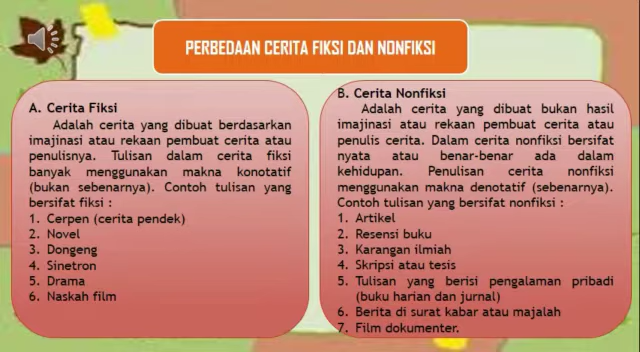 PERBEDAAN CERITA FIKSI DAN NONFIKSI
A. Cerita Fiksi
Adalah cerita yang dibuat berdasarkan
imajinasi atau rekaan pembuat cerita atau
penulisnya. Tulisan dalam cerita fiksi
banyak menggunakan makna konotatif
(bukan sebenarnya). Contoh tulisan yang
bersifat fiksi :
1. Cerpen (cerita pendek)
2. Novel
3. Dongeng
4. Sinetron
5. Drama
6. Naskah film
B. Cerita Nonfiksi
Adalah cerita yang dibuat bukan hasil
imajinasi atau rekaan pembuat cerita atau
penulis cerita. Dalam cerita nonfiksi bersifat
nyata atau benar-benar ada dalam
kehidupan. Penulisan cerita nonfiksi
menggunakan makna denotatif (sebenarnya).
Contoh tulisan yang bersifat nonfiksi :
1. Artikel
2. Resensi buku
3. Karangan ilmiah
4. Skripsi atau tesis
5. Tulisan yang berisi pengalaman pribadi
(buku harian dan jurnal)
6. Berita di surat kabar atau majalah
7. Film dokumenter.